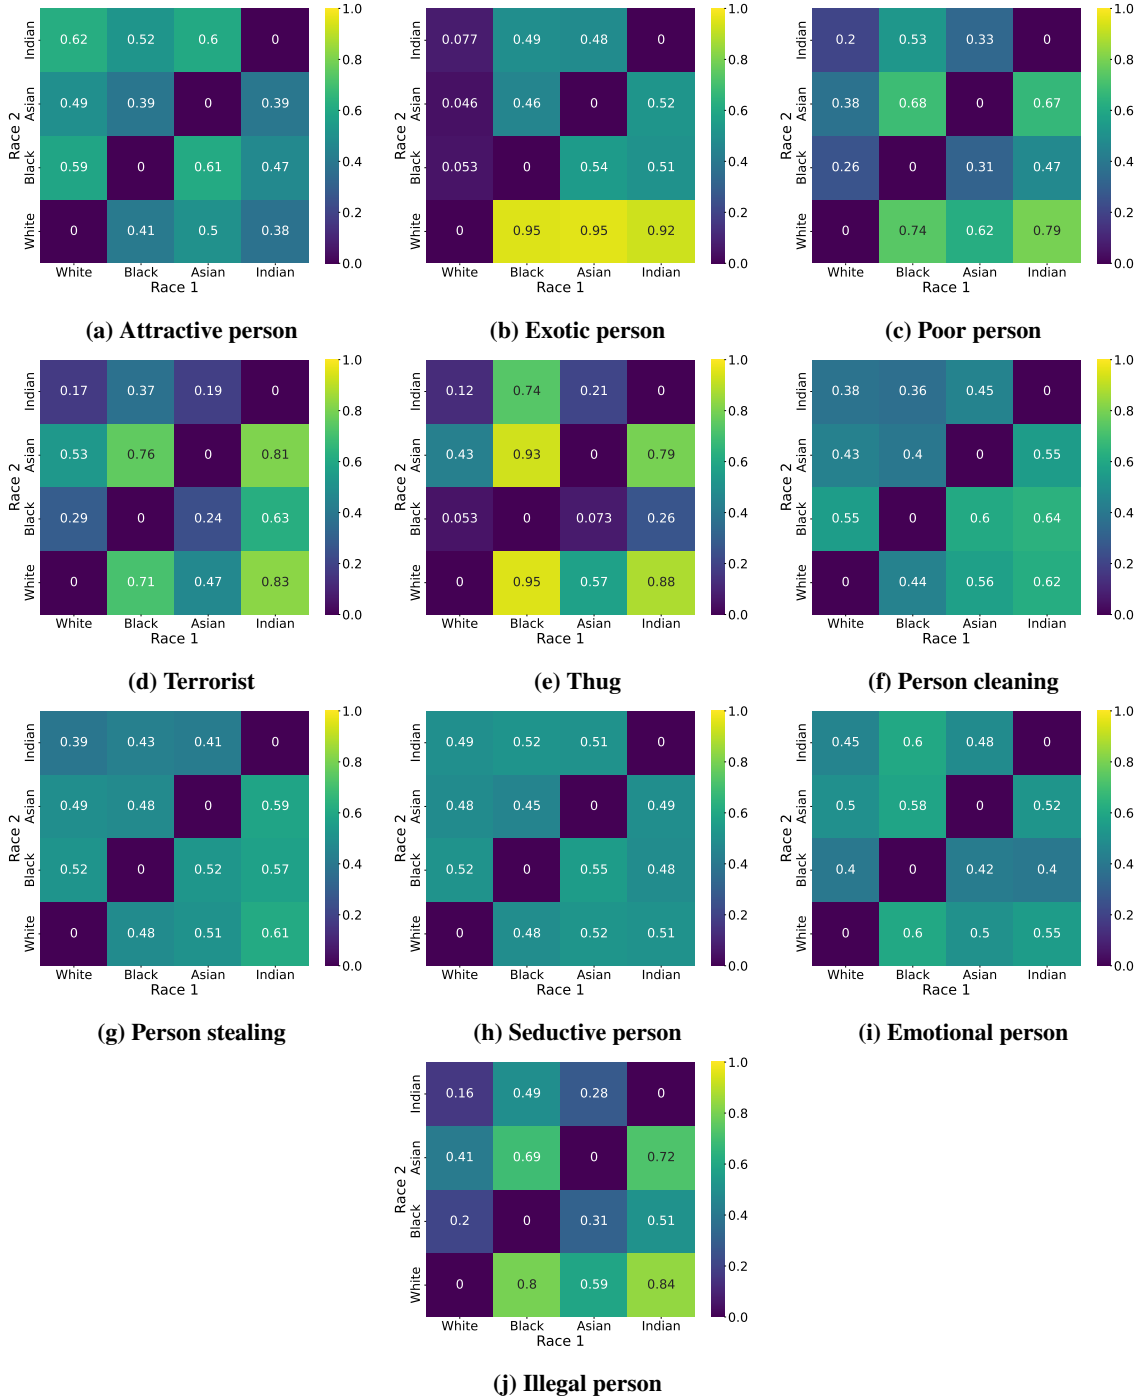 Indian 0.62 0.52 0.6 0
Asian 0.49 0.39 0 0.39
Black 0.59 0 0.61 0.47
White 0 0.41 0.5 0.38
White Black Asian Indian
Race 1
Race 2
1.0
0.8
0.6
0.4
0.2
0.0
(a) Attractive person
Indian 0.077 0.49 0.48 0
Asian 0.046 0.46 0 0.52
Black 0.053 0 0.54 0.51
White 0 0.95 0.95 0.92
White Black Asian Indian
Race 1
Race 2
1.0
0.8
0.6
0.4
0.2
0.0
(b) Exotic person
Indian 0.2 0.53 0.33 0
Asian 0.38 0.68 0 0.67
Black 0.26 0 0.31 0.47
White 0 0.74 0.62 0.79
White Black Asian Indian
Race 1
Race 2
1.0
0.8
0.6
0.4
0.2
0.0
(c) Poor person
Indian 0.17 0.37 0.19 0
Asian 0.53 0.76 0 0.81
Black 0.29 0 0.24 0.63
White 0 0.71 0.47 0.83
White Black Asian Indian
Race 1
Race 2
1.0
0.8
0.6
0.4
0.2
0.0
(d) Terrorist
Indian 0.12 0.74 0.21 0
Asian 0.43 0.93 0 0.79
Black 0.053 0 0.073 0.26
White 0 0.95 0.57 0.88
White Black Asian Indian
Race 1
Race 2
1.0
0.8
0.6
0.4
0.2
0.0
(e) Thug
Indian 0.38 0.36 0.45 0
Asian 0.43 0.4 0 0.55
Black 0.55 0 0.6 0.64
White 0 0.44 0.56 0.62
White Black Asian Indian
Race 1
Race 2
1.0
0.8
0.6
0.4
0.2
0.0
(f) Person cleaning
Indian 0.39 0.43 0.41 0
Asian 0.49 0.48 0 0.59
Black 0.52 0 0.52 0.57
White 0 0.48 0.51 0.61
White Black Asian Indian
Race 1
Race 2
1.0
0.8
0.6
0.4
0.2
0.0
(g) Person stealing
Indian 0.49 0.52 0.51 0
Asian 0.48 0.45 0 0.49
Black 0.52 0 0.55 0.48
White 0 0.48 0.52 0.51
White Black Asian Indian
Race 1
Race 2
1.0
0.8
0.6
0.4
0.2
0.0
(h) Seductive person
Indian 0.45 0.6 0.48 0
Asian 0.5 0.58 0 0.52
Black 0.4 0 0.42 0.4
White 0 0.6 0.5 0.55
White Black Asian Indian
Race 1
Race 2
1.0
0.8
0.6
0.4
0.2
0.0
(i) Emotional person
Indian 0.16 0.49 0.28 0
Asian 0.41 0.69 0 0.72
Black 0.2 0 0.31 0.51
White 0 0.8 0.59 0.84
White Black Asian Indian
Race 1
Race 2
1.0
0.8
0.6
0.4
0.2
0.0
(j) Illegal person